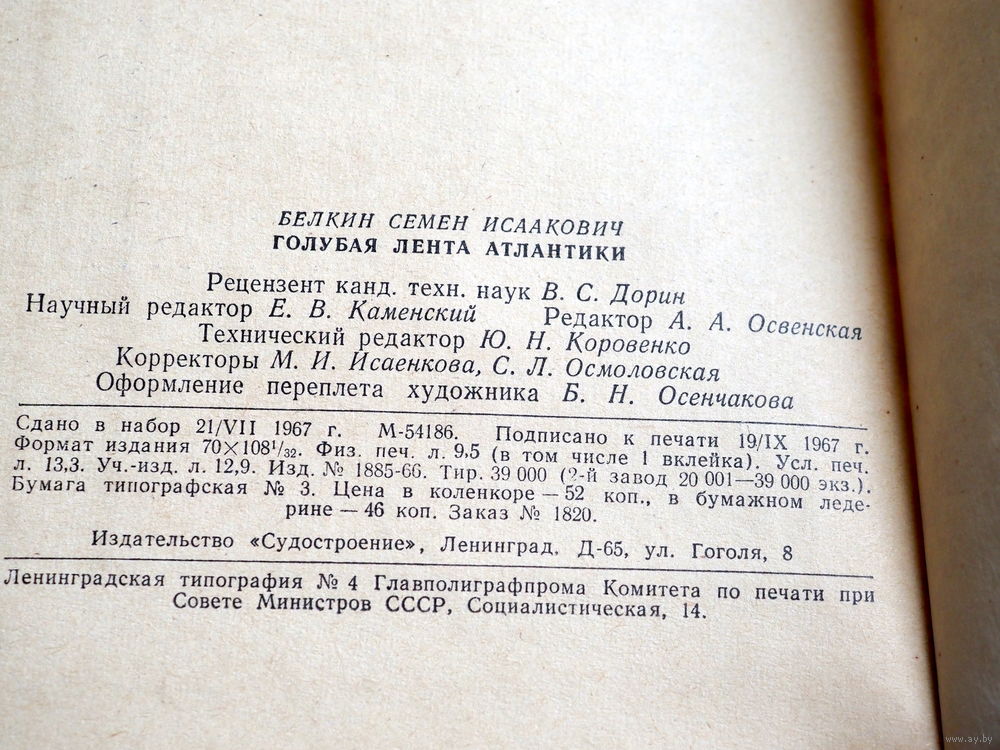 БЕЛКИН СЕМЕН ИСААКОВИЧ
ГОЛУБАЯ ЛЕНТА АТЛАНТИКИ
Рецензент канд. техн. наук В. С. Дорин
Научный редактор Е. В. Каменский Редактор А. А. Освенская
Технический редактор Ю. Н. Коровенко
Корректоры М. И. Исаенкова, С. Л. Осмоловская
Оформление переплета художника Б. Н. Осенчакова
Сдано в набор 21/VII 1967 г. М-54186. Подписано к печати 19/IX 1967 г.
Формат издания 70×108¹/₃₂. Физ. печ. л. 9,5 (в том числе 1 вклейка). Усл. печ.
л. 13,3. Уч.-изд. л. 12,9. Изд. № 1885-66. Тир. 39 000 (2-й завод 20 001—39 000 экз.).
Бумага типографская № 3. Цена в коленкоре — 52 коп., в бумажном леде-
рине — 46 коп. Заказ № 1820.
Издательство «Судостроение», Ленинград, Д-65, ул. Гоголя, 8
Ленинградская типография № 4 Главполиграфпрома Комитета по печати при
Совете Министров СССР, Социалистическая, 14.
www.ay.by